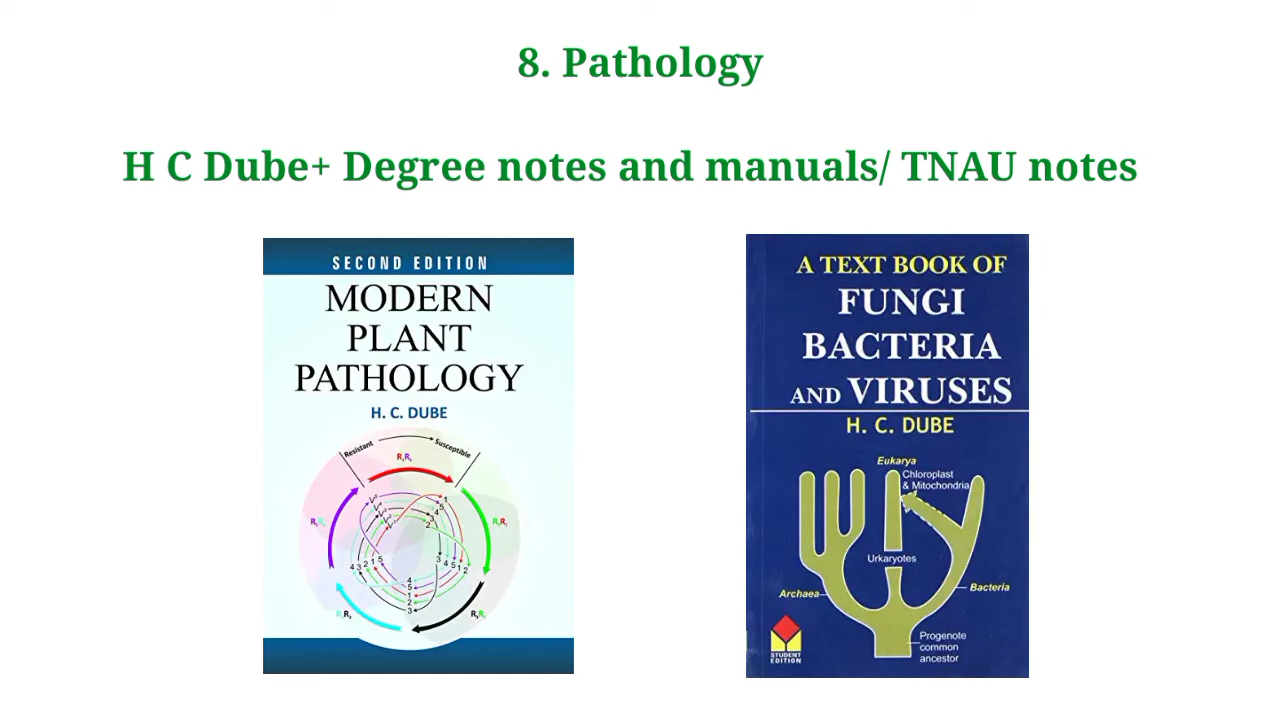 8. Pathology
H C Dube+ Degree notes and manuals/ TNAU notes
SECOND EDITION
MODERN
PLANT
PATHOLOGY
H. C. DUBE
Resistant
Susceptible
A TEXT BOOK OF
FUNGI
BACTERIA
AND VIRUSES
H. C. DUBE
Eukarya
Chloroplast
& Mitochondria
Urkaryotes
Archaea
Bacteria
Progenote
common
ancestor
STUDENT
EDITION